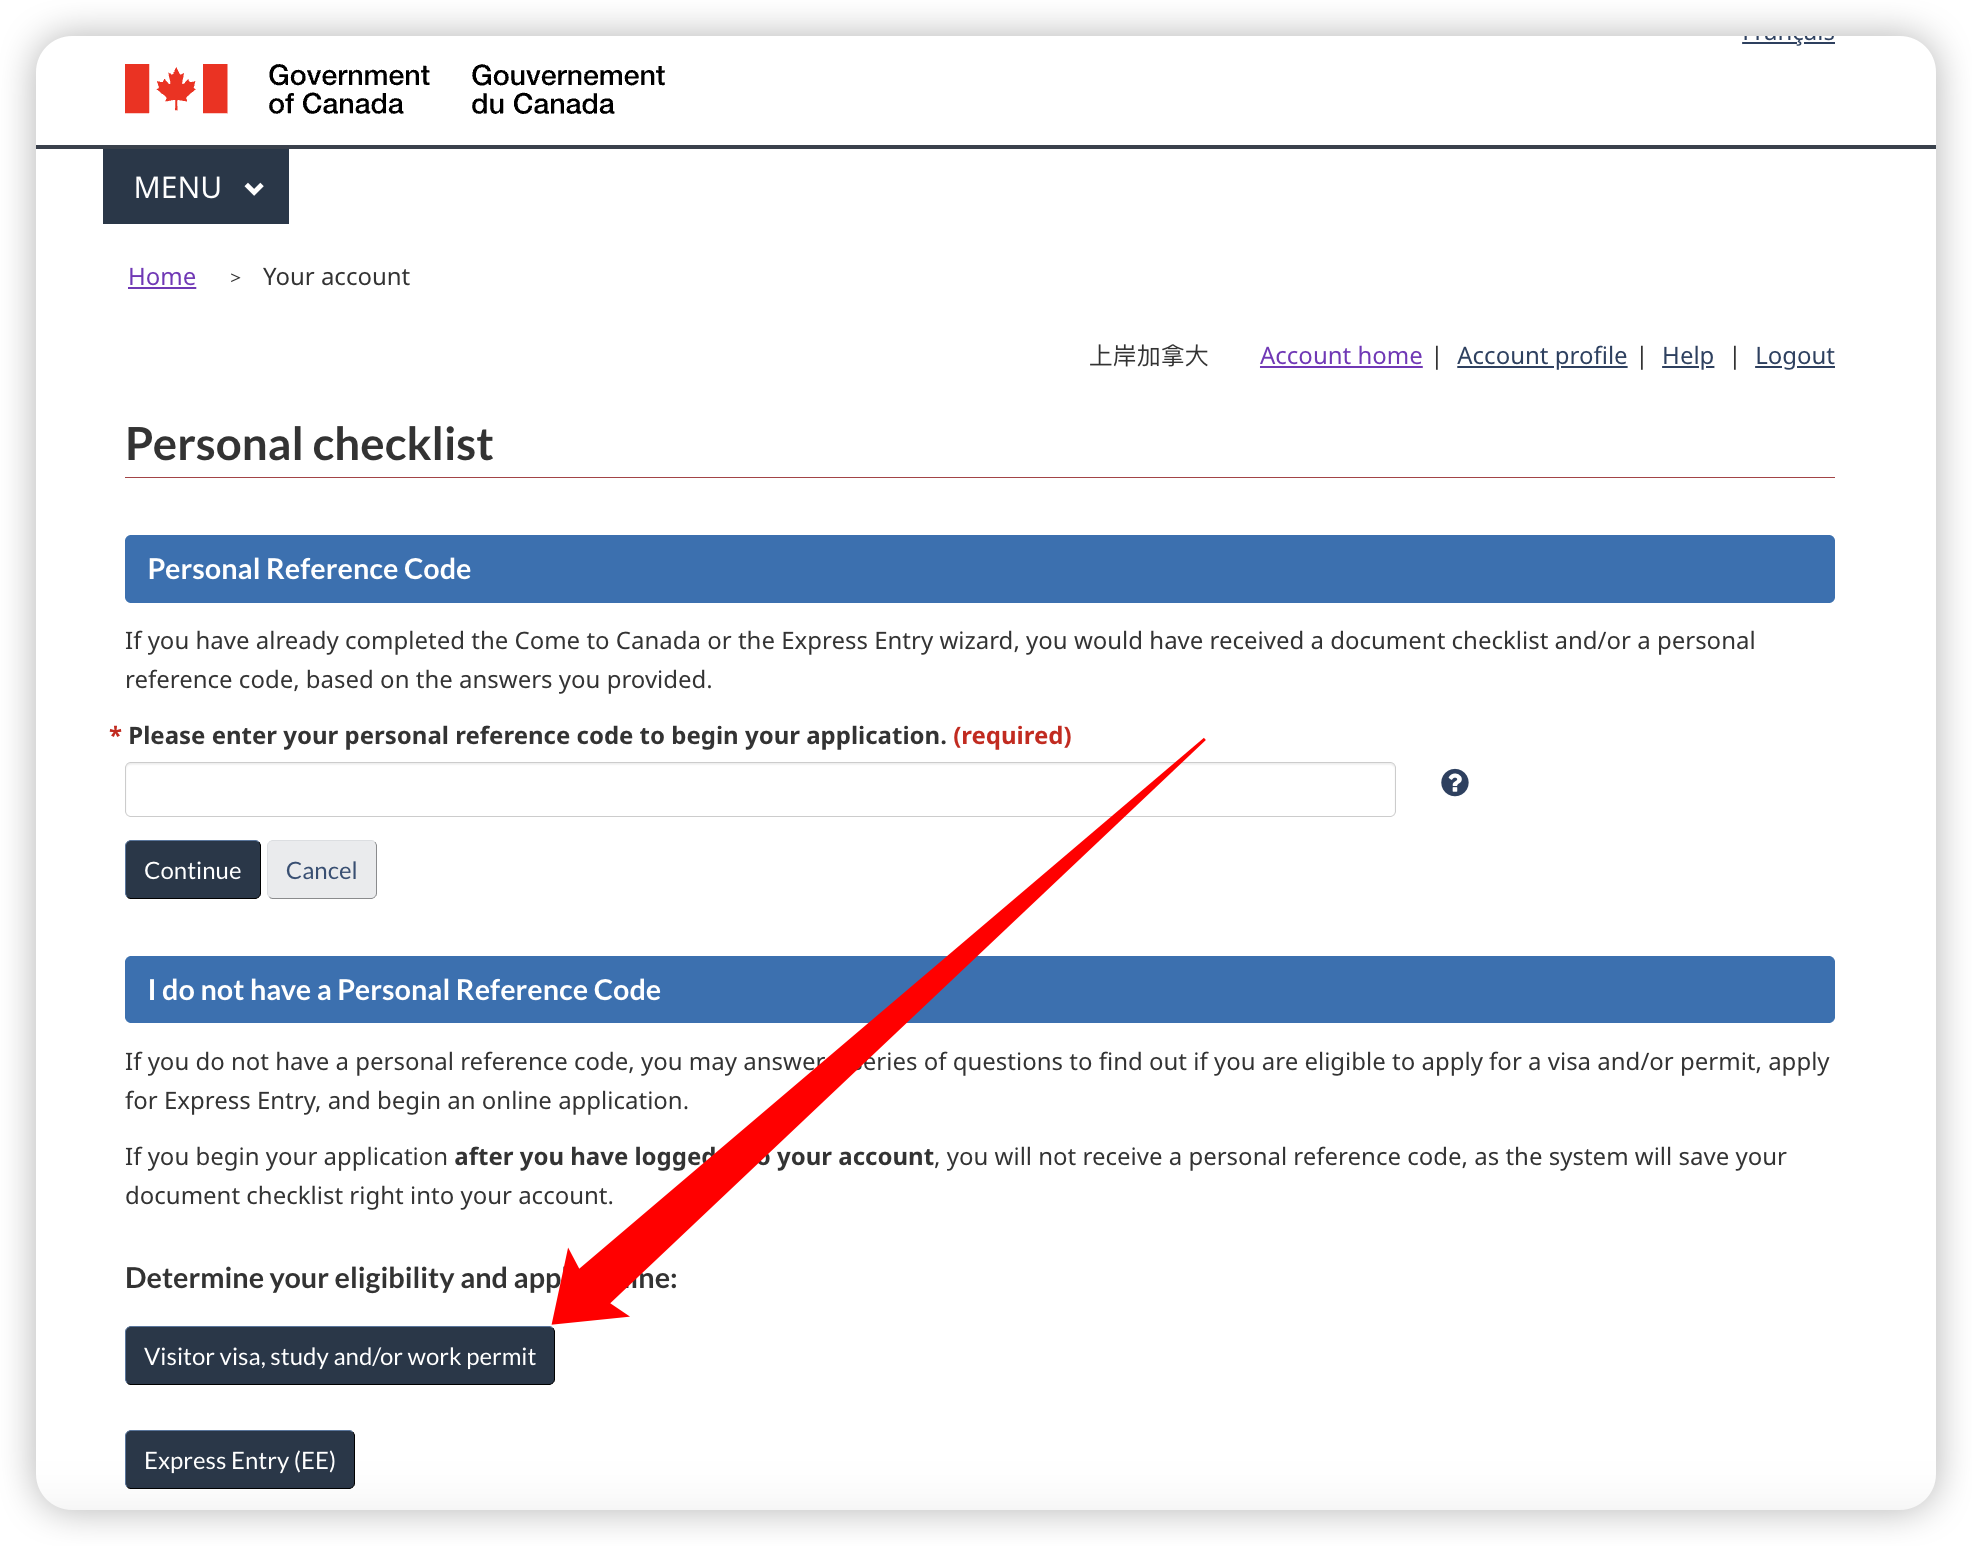 Français
Government
of Canada
Gouvernement
du Canada
MENU
Home > Your account
上岸加拿大 Account home | Account profile | Help | Logout
Personal checklist
Personal Reference Code
If you have already completed the Come to Canada or the Express Entry wizard, you would have received a document checklist and/or a personal
reference code, based on the answers you provided.
* Please enter your personal reference code to begin your application. (required)
?
Continue Cancel
I do not have a Personal Reference Code
If you do not have a personal reference code, you may answer series of questions to find out if you are eligible to apply for a visa and/or permit, apply
for Express Entry, and begin an online application.
If you begin your application after you have logged your account, you will not receive a personal reference code, as the system will save your
document checklist right into your account.
Determine your eligibility and
Visitor visa, study and/or work permit
Express Entry (EE)